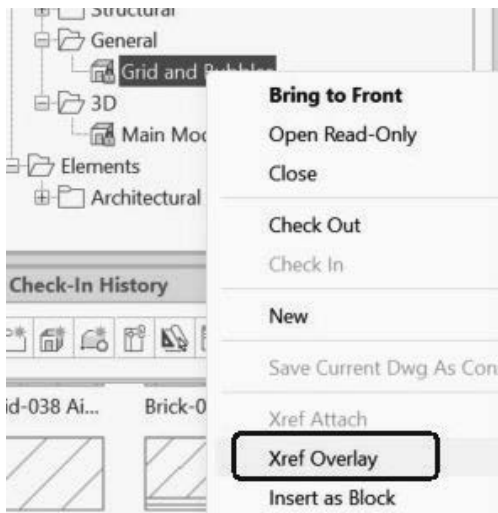 Structural
General
Grid and Bubbles
3D
Main Mod
Elements
Architectural
Check-In History
id-038 Ai...
Brick-0
Bring to Front
Open Read-Only
Close
Check Out
Check In
New
Save Current Dwg As Con
Xref Attach
Xref Overlay
Insert as Block